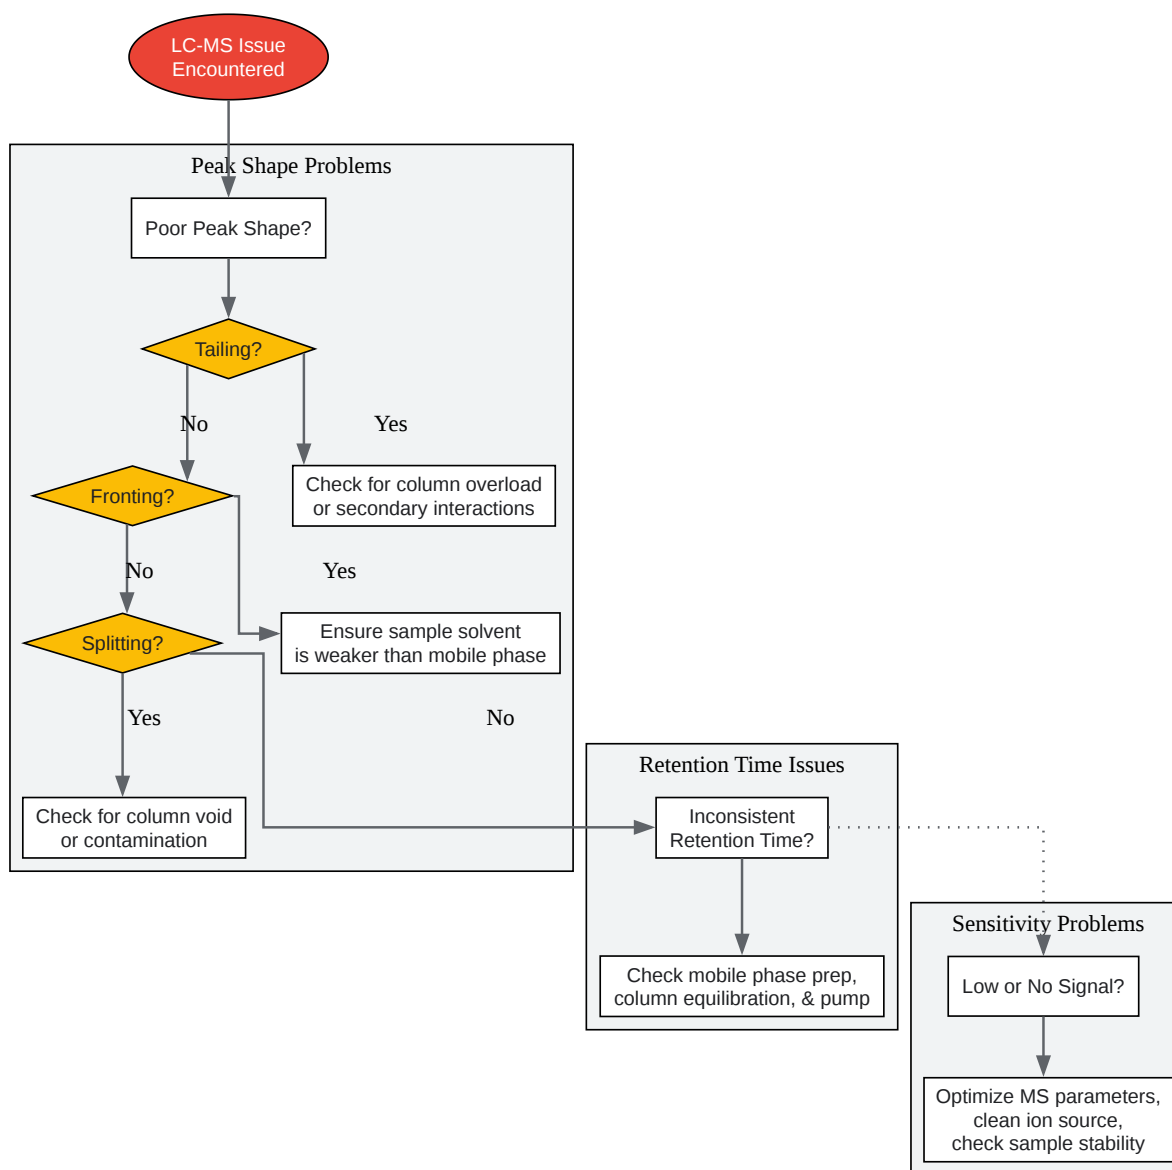 LC-MS Issue
Encountered
Peak Shape Problems
Poor Peak Shape?
Tailing?
No
Yes
Fronting?
Check for column overload
or secondary interactions
No
Yes
Splitting?
Ensure sample solvent
is weaker than mobile phase
Yes
No
Check for column void
or contamination
Retention Time Issues
Inconsistent
Retention Time?
Check mobile phase prep,
column equilibration, & pump
Sensitivity Problems
Low or No Signal?
Optimize MS parameters,
clean ion source,
check sample stability